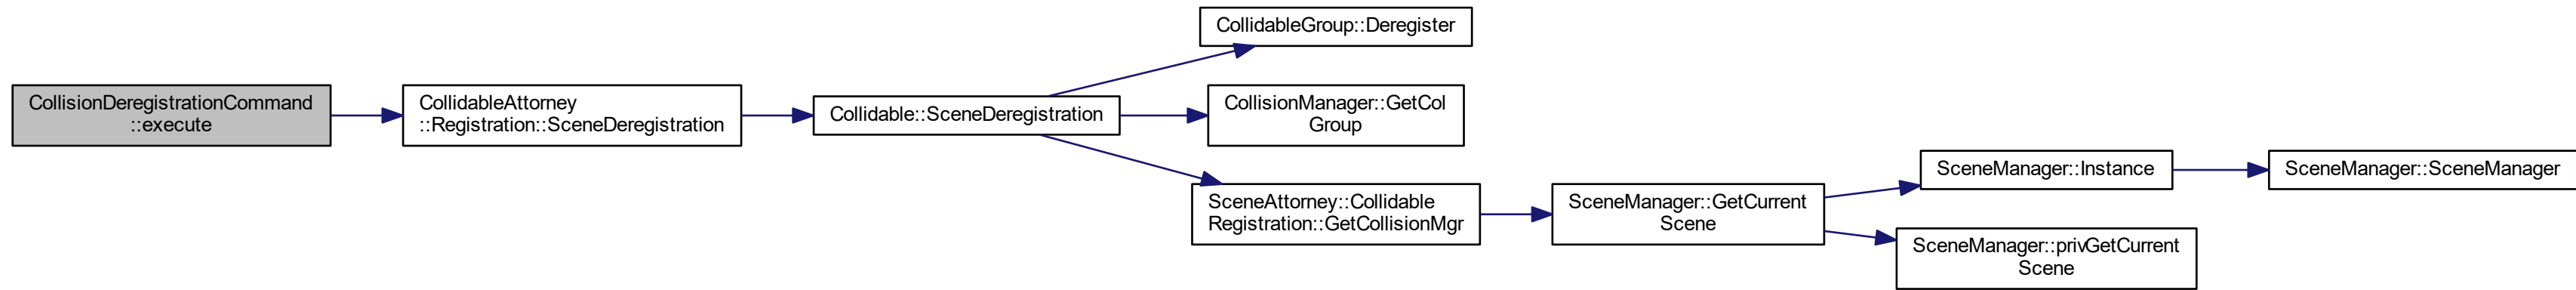 CollisionDeregistrationCommand
::execute
CollidableAttorney
::Registration::SceneDeregistration
Collidable::SceneDeregistration
CollidableGroup::Deregister
CollisionManager::GetCol
Group
SceneAttorney::Collidable
Registration::GetCollisionMgr
SceneManager::GetCurrent
Scene
SceneManager::Instance
SceneManager::SceneManager
SceneManager::privGetCurrent
Scene